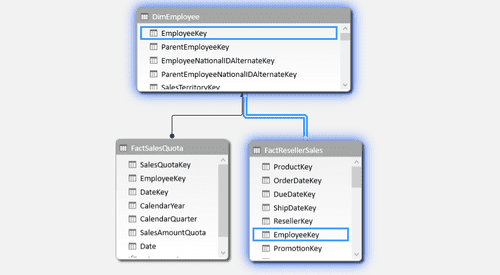 DimEmployee
EmployeeKey
ParentEmployeeKey
EmployeeNationalIDAlternateKey
ParentEmployeeNationalIDAlternateKey
SalesTerritoryKey
FactSalesQuota
SalesQuotaKey
EmployeeKey
DateKey
CalendarYear
CalendarQuarter
SalesAmountQuota
Date
FactResellerSales
ProductKey
OrderDateKey
DueDateKey
ShipDateKey
ResellerKey
EmployeeKey
PromotionKey